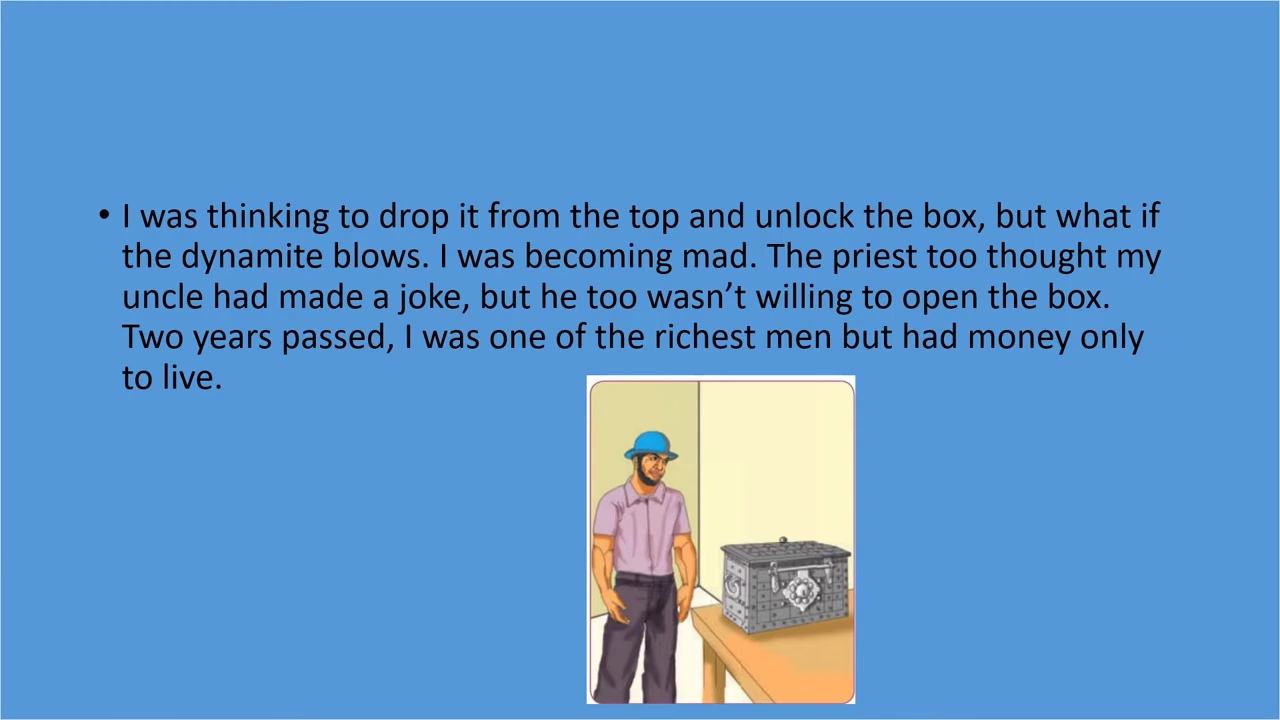 • I was thinking to drop it from the top and unlock the box, but what if
the dynamite blows. I was becoming mad. The priest too thought my
uncle had made a joke, but he too wasn’t willing to open the box.
Two years passed, I was one of the richest men but had money only
to live.